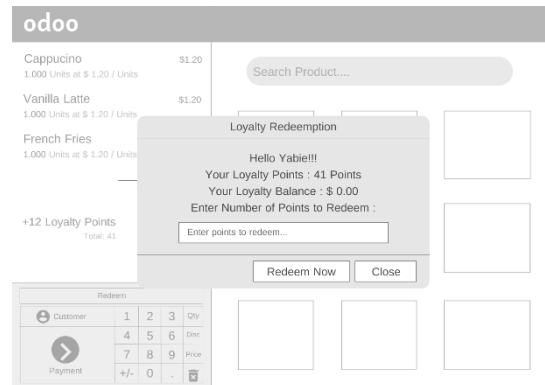 odoo
Cappucino $1.20
1.000 Units at $ 1.20 / Units
Vanilla Latte $1.20
1.000 Units at $ 1.20 / Units
French Fries
1.000 Units at $ 1.20 / Units
+12 Loyalty Points
Total: 41
Search Product....
Loyalty Redeemption
Hello Yabie!!!
Your Loyalty Points : 41 Points
Your Loyalty Balance : $ 0.00
Enter Number of Points to Redeem :
Enter points to redeem...
Redeem Now Close
Redeem
Customer 1 2 3 Qty
4 5 6 Disc
7 8 9 Price
Payment +/- 0 .